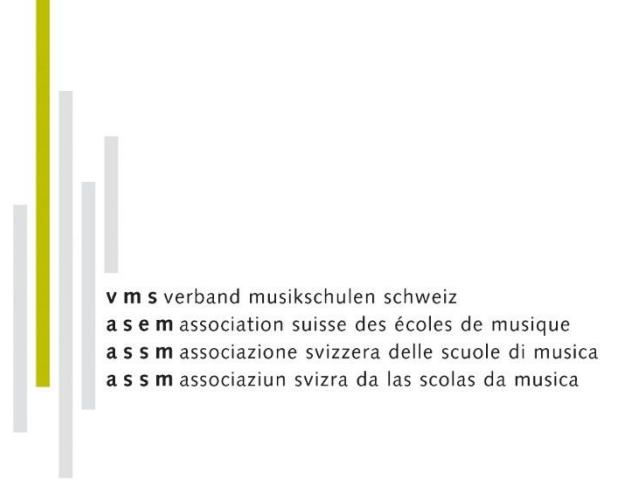 v m s verband musikschulen schweiz
a s e m association suisse des écoles de musique
a s s m associazione svizzera delle scuole di musica
a s s m associaziun svizra da las scolas da musica